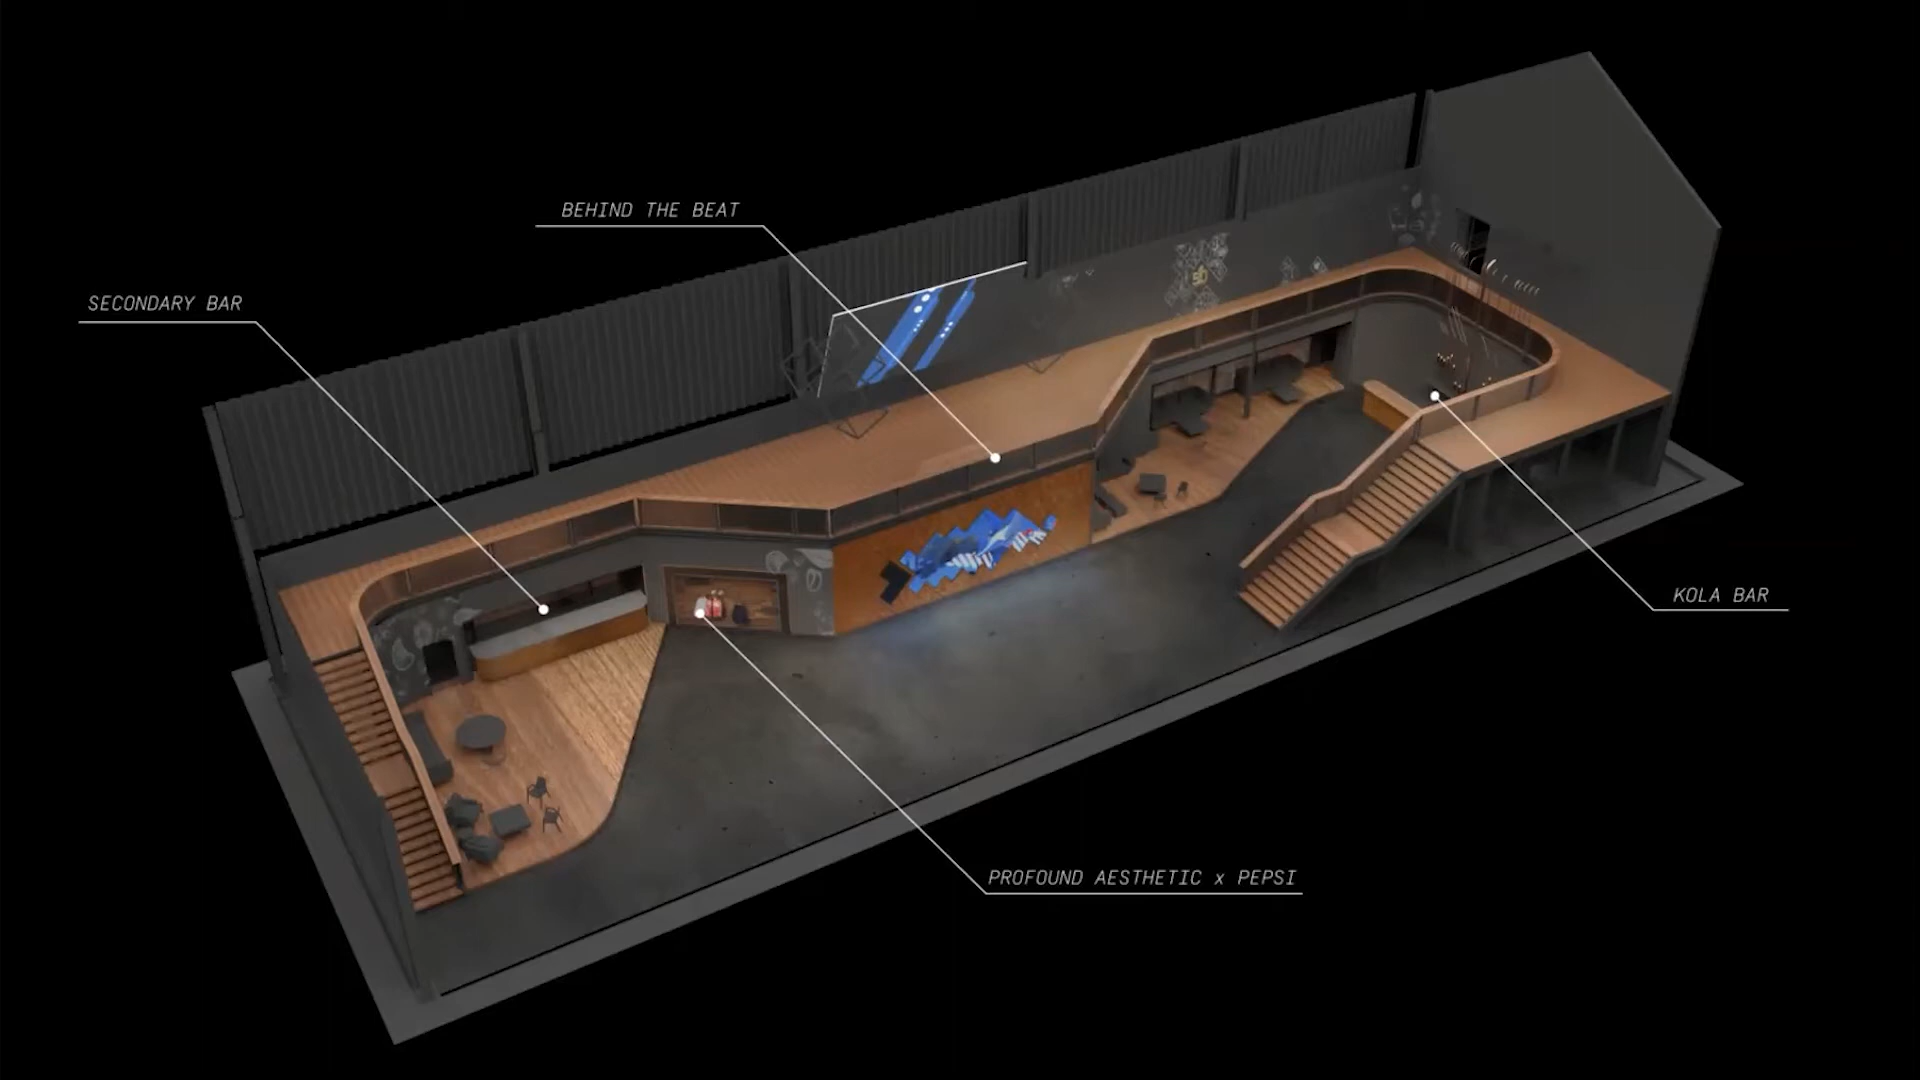 BEHIND THE BEAT
SECONDARY BAR
KOLA BAR
PROFOUND AESTHETIC x PEPSI